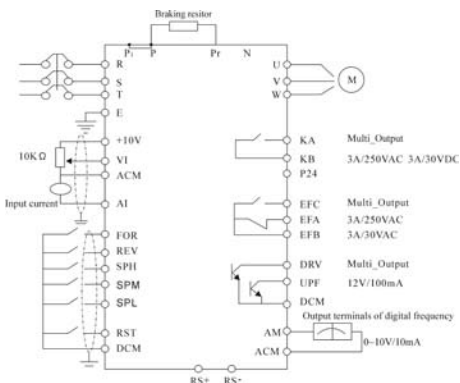 Braking resitor
P1 P Pr N
R
S
T
E
+10V
10KΩ
VI
ACM
Input current
AI
FOR
REV
SPH
SPM
SPL
RST
DCM
U
V
W
M
KA Multi_Output
KB 3A/250VAC 3A/30VDC
P24
EFC Multi_Output
EFA 3A/250VAC
EFB 3A/30VAC
DRV Multi_Output
UPF 12V/100mA
DCM
Output terminals of digital frequency
AM
0~10V/10mA
ACM
RS+ RS-